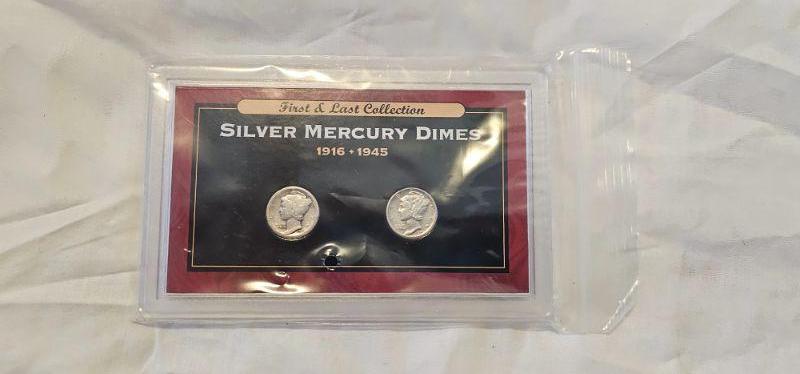 First & Last Collection
SILVER MERCURY DIMES
1916 • 1945